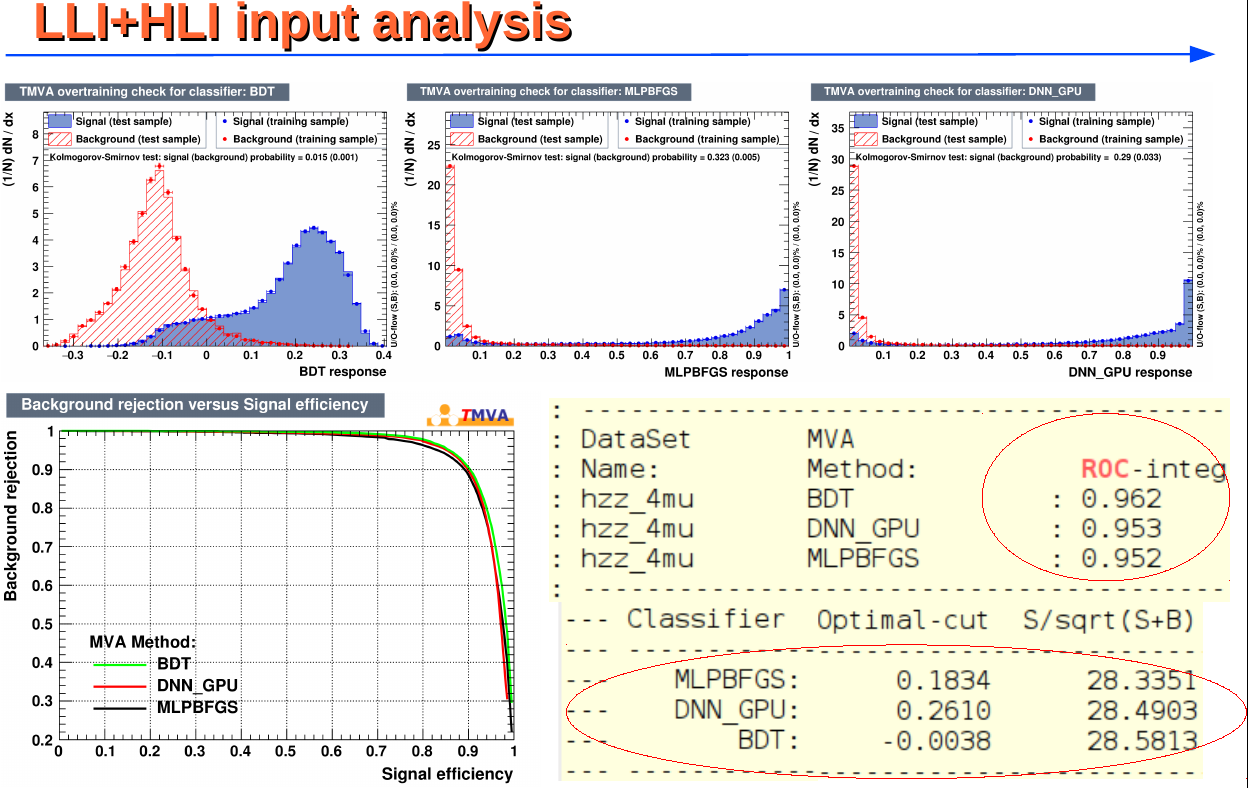 LLI+HLI input analysis
TMVA overtraining check for classifier: BDT
Signal (test sample)
Background (test sample)
Signal (training sample)
Background (training sample)
Kolmogorov-Smirnov test: signal (background) probability = 0.015 (0.001)
(1/N) dN / dx
8
7
6
5
4
3
2
1
0
−0.3 −0.2 −0.1 0 0.1 0.2 0.3 0.4
BDT response
U/O-flow (S,B): (0.0, 0.0)% / (0.0, 0.0)%
TMVA overtraining check for classifier: MLPBFGS
Signal (test sample)
Background (test sample)
Signal (training sample)
Background (training sample)
Kolmogorov-Smirnov test: signal (background) probability = 0.323 (0.005)
(1/N) dN / dx
25
20
15
10
5
0
0.1 0.2 0.3 0.4 0.5 0.6 0.7 0.8 0.9 1
MLPBFGS response
U/O-flow (S,B): (0.0, 0.0)% / (0.0, 0.0)%
TMVA overtraining check for classifier: DNN_GPU
Signal (test sample)
Background (test sample)
Signal (training sample)
Background (training sample)
Kolmogorov-Smirnov test: signal (background) probability = 0.29 (0.033)
(1/N) dN / dx
35
30
25
20
15
10
5
0
0.1 0.2 0.3 0.4 0.5 0.6 0.7 0.8 0.9
DNN_GPU response
U/O-flow (S,B): (0.0, 0.0)% / (0.0, 0.0)%
Background rejection versus Signal efficiency
TMVA
Background rejection
1
0.9
0.8
0.7
0.6
0.5
0.4
0.3
0.2
MVA Method:
BDT
DNN_GPU
MLPBFGS
0 0.1 0.2 0.3 0.4 0.5 0.6 0.7 0.8 0.9 1
Signal efficiency
: --------------------------------------------
: DataSet MVA
: Name: Method: ROC-integ
: hzz_4mu BDT : 0.962
: hzz_4mu DNN_GPU : 0.953
: hzz_4mu MLPBFGS : 0.952
: --------------------------------------------
--- Classifier Optimal-cut S/sqrt(S+B)
--- ----------------------------------------
--- MLPBFGS: 0.1834 28.3351
--- DNN_GPU: 0.2610 28.4903
--- BDT: -0.0038 28.5813
--- ----------------------------------------